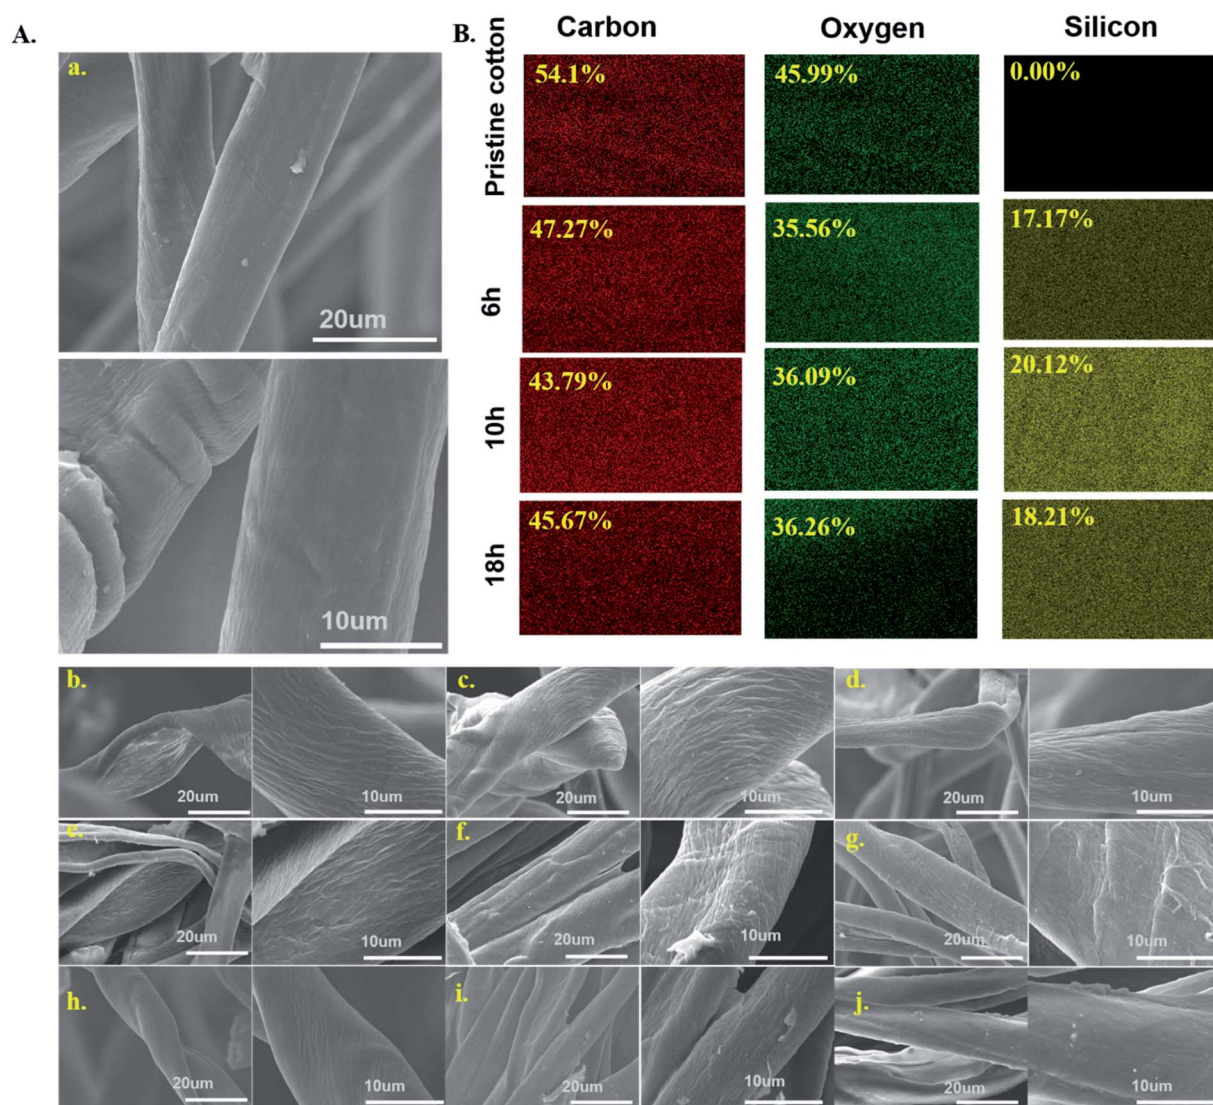 A.
a.
20um
10um
B.
Carbon Oxygen Silicon
Pristine cotton
54.1% 45.99% 0.00%
6h
47.27% 35.56% 17.17%
10h
43.79% 36.09% 20.12%
18h
45.67% 36.26% 18.21%
b. c. d.
20um 10um 20um 10um 20um 10um
e. f. g.
20um 10um 20um 10um 20um 10um
h. i. j.
20um 10um 20um 10um 20um 10um